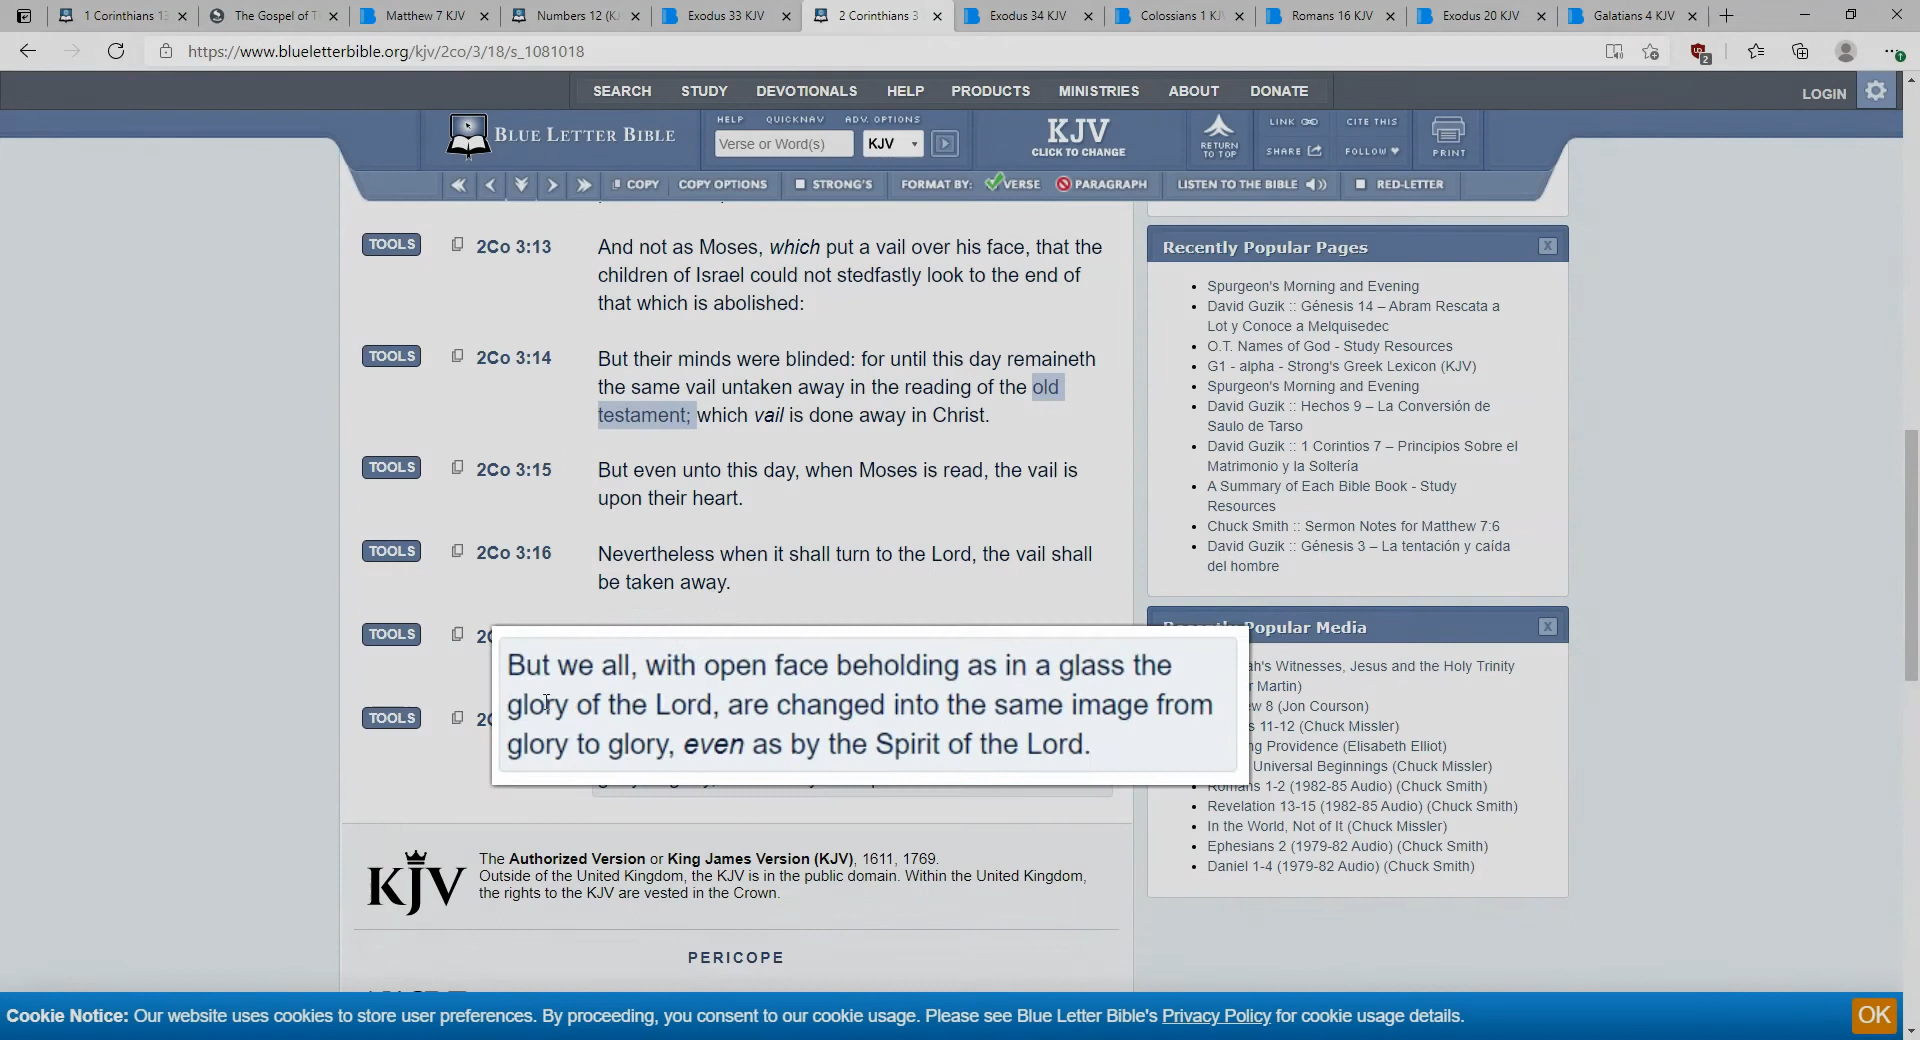 1 Corinthians 13
The Gospel of T
Matthew 7 KJV
Numbers 12 (K
Exodus 33 KJV
2 Corinthians 3
Exodus 34 KJV
Colossians 1 KJV
Romans 16 KJV
Exodus 20 KJV
Galatians 4 KJV
https://www.blueletterbible.org/kjv/2co/3/18/s_1081018
2
SEARCH STUDY DEVOTIONALS HELP PRODUCTS MINISTRIES ABOUT DONATE
LOGIN
BLUE LETTER BIBLE
HELP QUICKNAV ADV. OPTIONS
Verse or Word(s)
KJV
KJV
CLICK TO CHANGE
RETURN
TO TOP
LINK
CITE THIS
SHARE
FOLLOW
PRINT
COPY COPY OPTIONS STRONG'S FORMAT BY: VERSE PARAGRAPH LISTEN TO THE BIBLE RED-LETTER
TOOLS 2Co 3:13 And not as Moses, which put a vail over his face, that the
children of Israel could not stedfastly look to the end of
that which is abolished:
TOOLS 2Co 3:14 But their minds were blinded: for until this day remaineth
the same vail untaken away in the reading of the old
testament; which vail is done away in Christ.
TOOLS 2Co 3:15 But even unto this day, when Moses is read, the vail is
upon their heart.
TOOLS 2Co 3:16 Nevertheless when it shall turn to the Lord, the vail shall
be taken away.
TOOLS
TOOLS
But we all, with open face beholding as in a glass the
glory of the Lord, are changed into the same image from
glory to glory, even as by the Spirit of the Lord.
KJV
The Authorized Version or King James Version (KJV), 1611, 1769.
Outside of the United Kingdom, the KJV is in the public domain. Within the United Kingdom,
the rights to the KJV are vested in the Crown.
PERICOPE
Recently Popular Pages
Spurgeon's Morning and Evening
David Guzik :: Génesis 14 – Abram Rescata a
Lot y Conoce a Melquisedec
O.T. Names of God - Study Resources
G1 - alpha - Strong's Greek Lexicon (KJV)
Spurgeon's Morning and Evening
David Guzik :: Hechos 9 – La Conversión de
Saulo de Tarso
David Guzik :: 1 Corintios 7 – Principios Sobre el
Matrimonio y la Soltería
A Summary of Each Bible Book - Study
Resources
Chuck Smith :: Sermon Notes for Matthew 7:6
David Guzik :: Génesis 3 – La tentación y caída
del hombre
Popular Media
ah's Witnesses, Jesus and the Holy Trinity
r Martin)
ew 8 (Jon Courson)
s 11-12 (Chuck Missler)
ng Providence (Elisabeth Elliot)
Universal Beginnings (Chuck Missler)
Romans 1-2 (1982-85 Audio) (Chuck Smith)
Revelation 13-15 (1982-85 Audio) (Chuck Smith)
In the World, Not of It (Chuck Missler)
Ephesians 2 (1979-82 Audio) (Chuck Smith)
Daniel 1-4 (1979-82 Audio) (Chuck Smith)
Cookie Notice: Our website uses cookies to store user preferences. By proceeding, you consent to our cookie usage. Please see Blue Letter Bible's Privacy Policy for cookie usage details.
OK